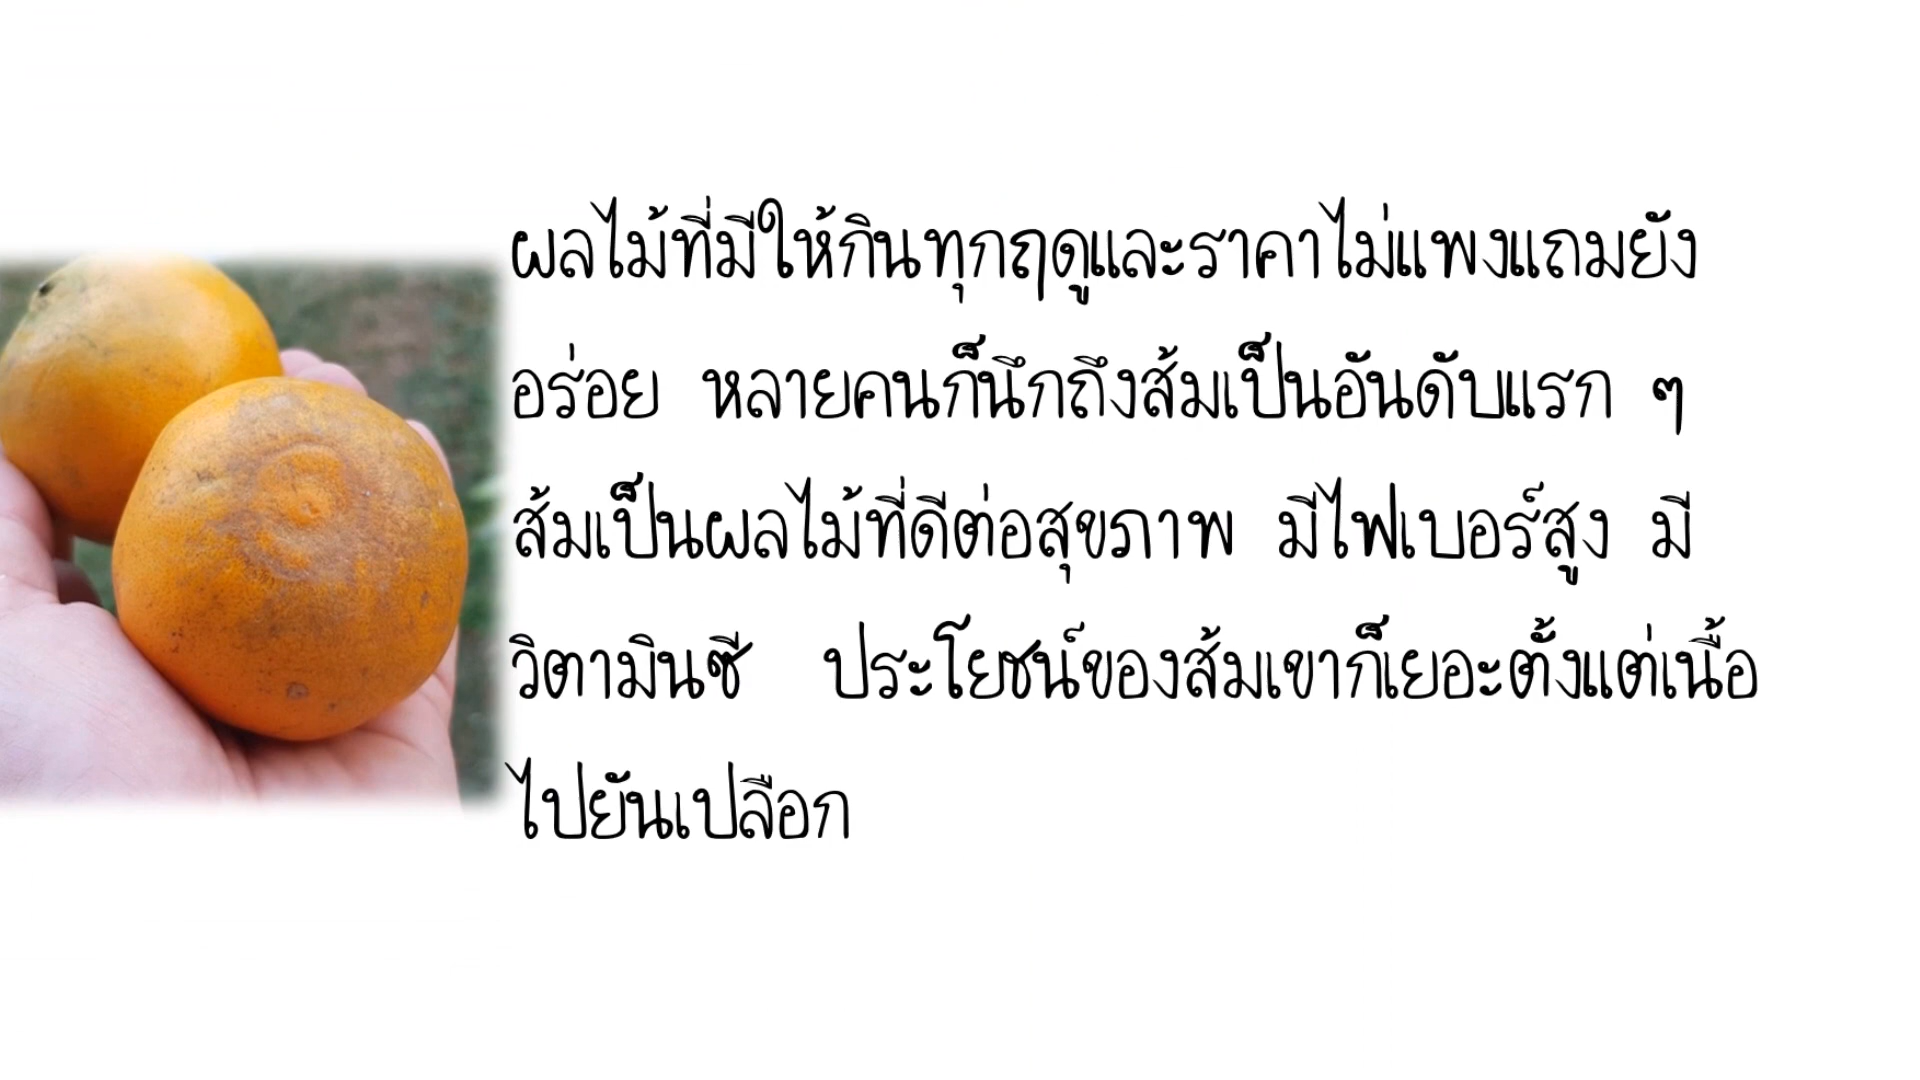 ผลไม้ที่มีให้กินทุกฤดูและราคาไม่แพงแถมยัง
อร่อย หลายคนก็นึกถึงส้มเป็นอันดับแรก ๆ
ส้มเป็นผลไม้ที่ดีต่อสุขภาพ มีไฟเบอร์สูง มี
วิตามินซี ประโยชน์ของส้มเขาก็เยอะตั้งแต่เนื้อ
ไปยันเปลือก